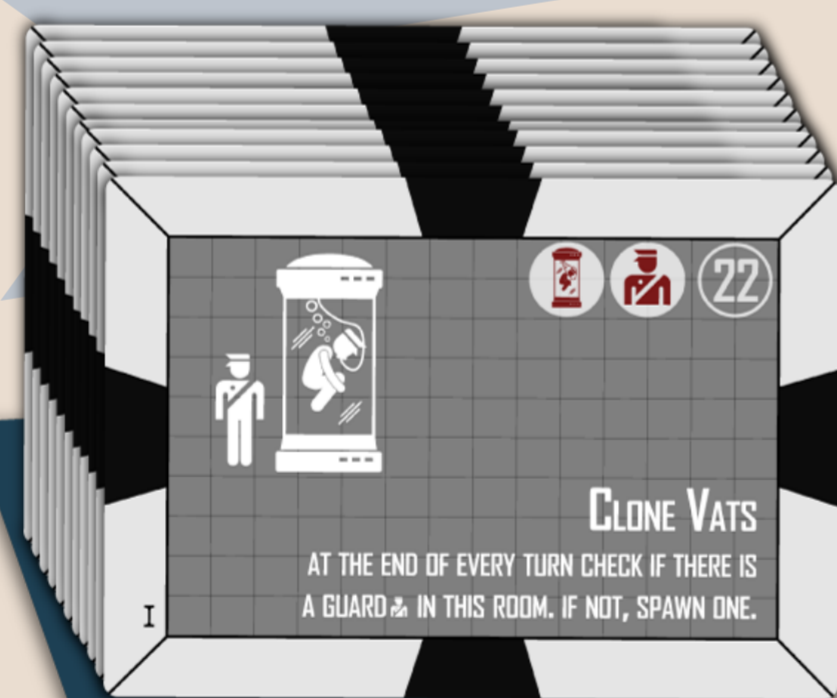 22
CLONE VATS
AT THE END OF EVERY TURN CHECK IF THERE IS
A GUARD IN THIS ROOM. IF NOT, SPAWN ONE.
I